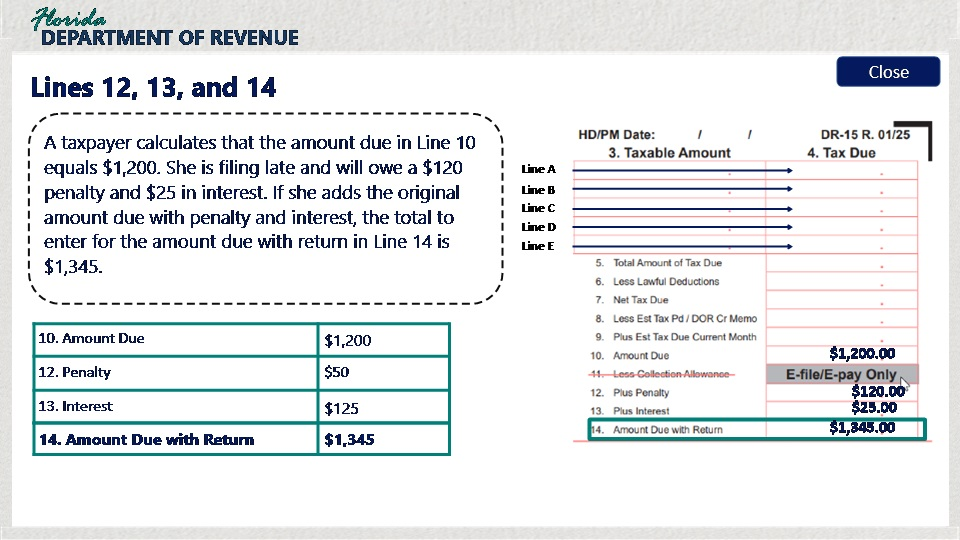 Florida
DEPARTMENT OF REVENUE
Lines 12, 13, and 14
Close
A taxpayer calculates that the amount due in Line 10
equals $1,200. She is filing late and will owe a $120
penalty and $25 in interest. If she adds the original
amount due with penalty and interest, the total to
enter for the amount due with return in Line 14 is
$1,345.
10. Amount Due $1,200
12. Penalty $50
13. Interest $125
14. Amount Due with Return $1,345
HD/PM Date: / / DR-15 R. 01/25
3. Taxable Amount 4. Tax Due
Line A
Line B
Line C
Line D
Line E
5. Total Amount of Tax Due
6. Less Lawful Deductions
7. Net Tax Due
8. Less Est Tax Pd / DOR Cr Memo
9. Plus Est Tax Due Current Month
10. Amount Due $1,200.00
11. Less Collection Allowance E-file/E-pay Only
12. Plus Penalty $120.00
13. Plus Interest $25.00
14. Amount Due with Return $1,345.00